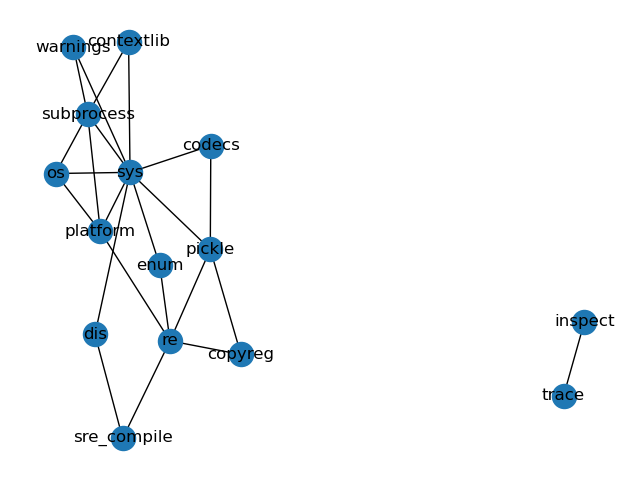 warnings
contextlib
subprocess
codecs
os
sys
platform
pickle
enum
inspect
dis
re
copyreg
trace
sre_compile